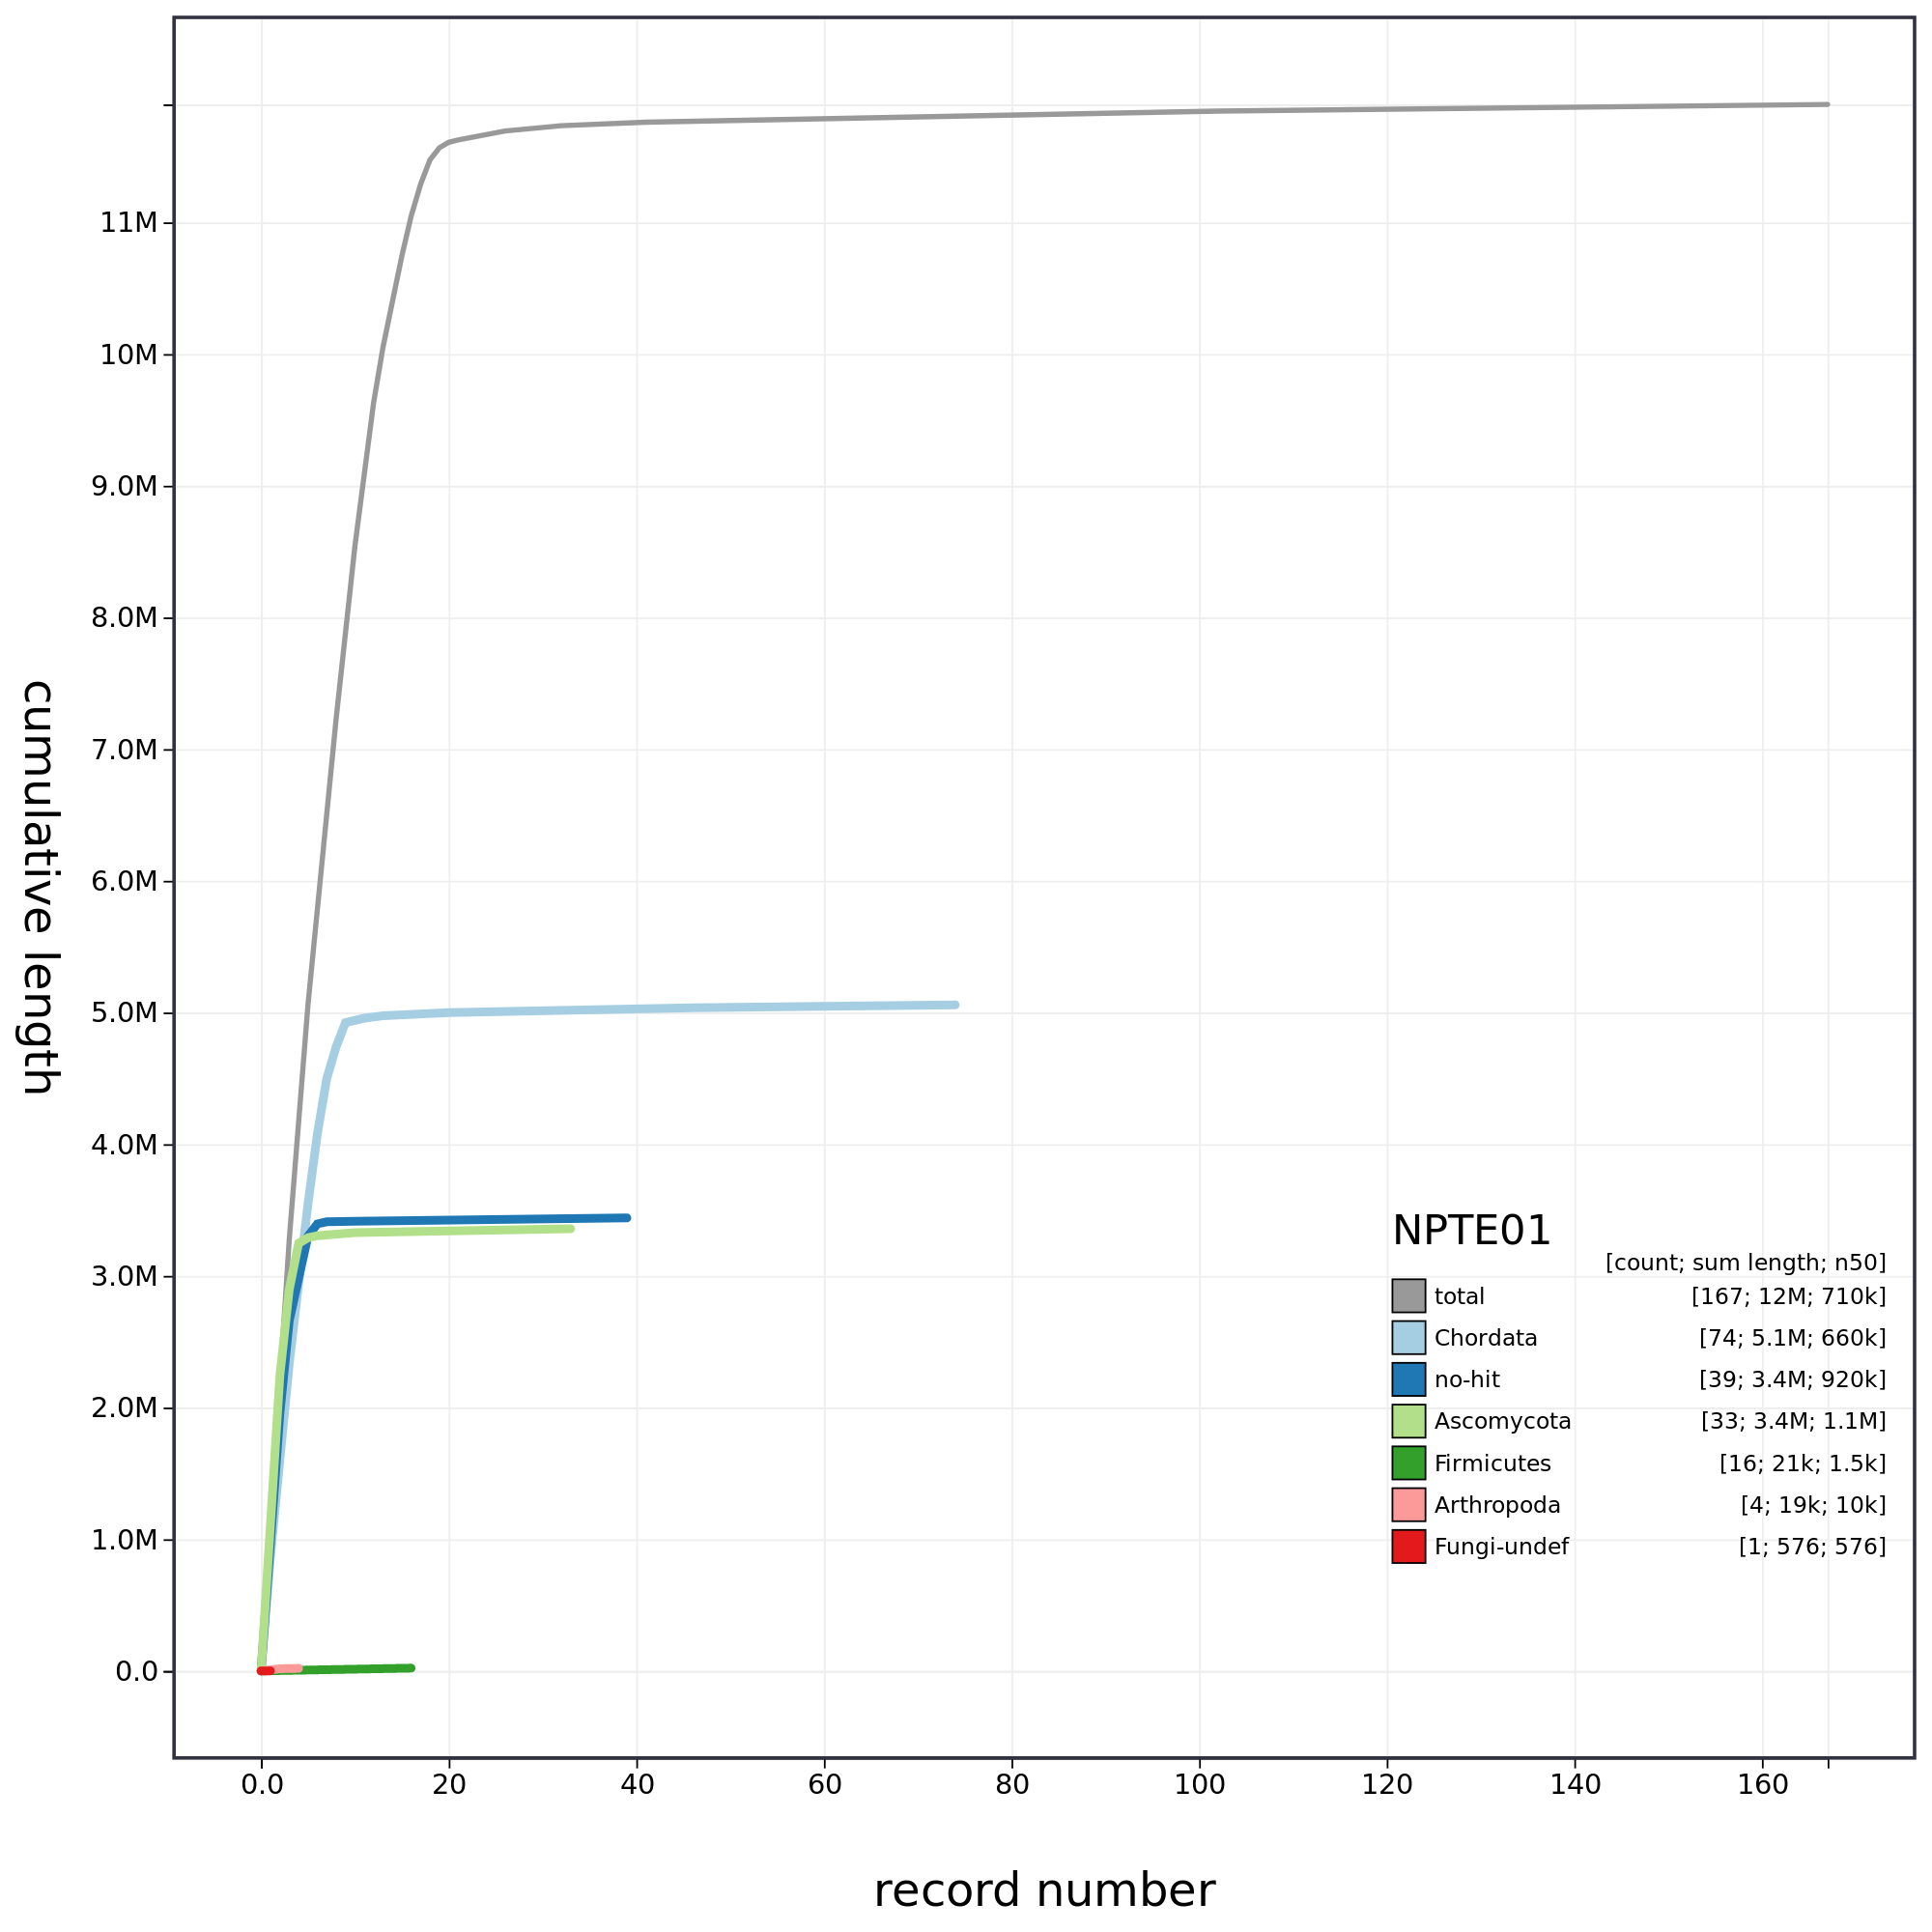 cumulative length
11M
10M
9.0M
8.0M
7.0M
6.0M
5.0M
4.0M
3.0M
2.0M
1.0M
0.0
0.0 20 40 60 80 100 120 140 160
record number
NPTE01
[count; sum length; n50]
total [167; 12M; 710k]
Chordata [74; 5.1M; 660k]
no-hit [39; 3.4M; 920k]
Ascomycota [33; 3.4M; 1.1M]
Firmicutes [16; 21k; 1.5k]
Arthropoda [4; 19k; 10k]
Fungi-undef [1; 576; 576]